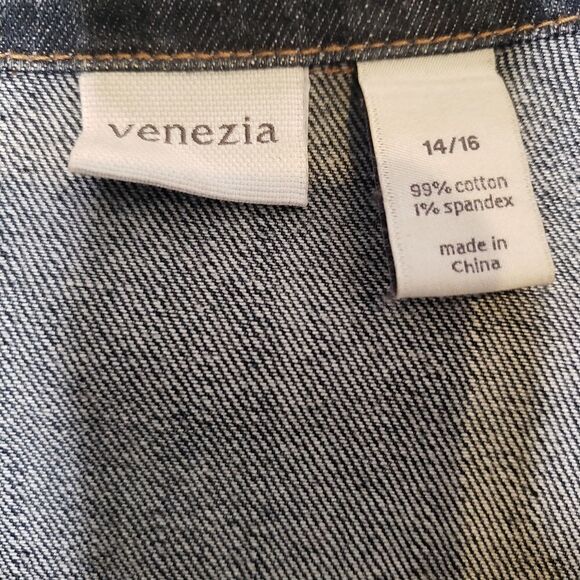 venezia
14/16
99% cotton
1% spandex
made in
China